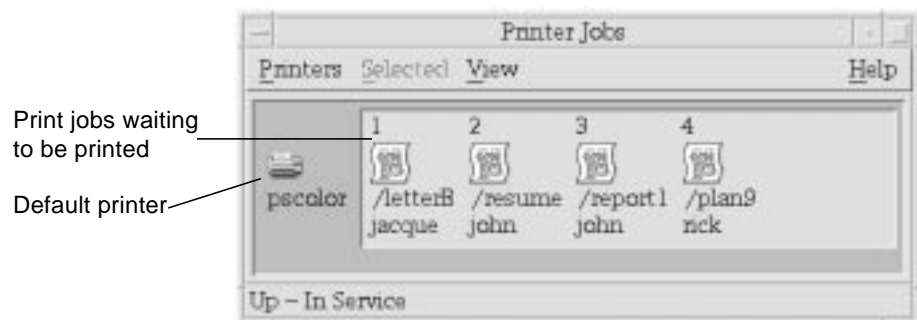 Printer Jobs
Printers Selected View Help
Print jobs waiting
to be printed
Default printer
1 2 3 4
pscolor /letterB /resume /report1 /plan9
jacque john john rick
Up – In Service